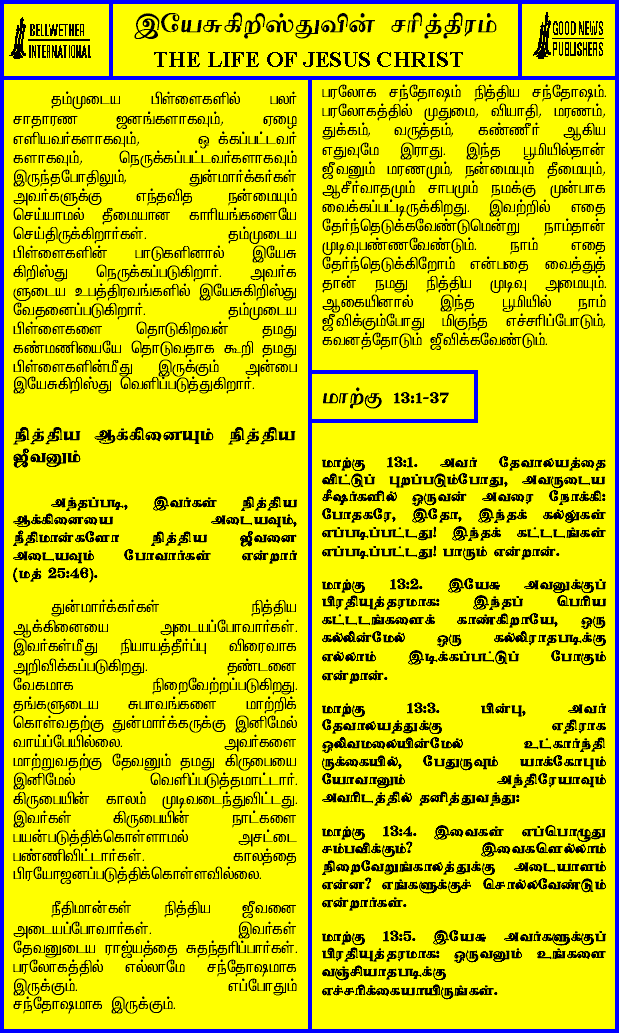 BELLWETHER
INTERNATIONAL
இயேசுகிறிஸ்துவின் சரித்திரம்
THE LIFE OF JESUS CHRIST
GOOD NEWS
PUBLISHERS
தம்முடைய பிள்ளைகளில் பலர்
சாதாரண ஜனங்களாகவும், ஏழை
எளியவர்களாகவும், ஒ க்கப்பட்டவர்
களாகவும், நெருக்கப்பட்டவர்களாகவும்
இருந்தபோதிலும், துன்மார்க்கர்கள்
அவர்களுக்கு எந்தவித நன்மையும்
செய்யாமல் தீமையான காரியங்களையே
செய்திருக்கிறார்கள். தம்முடைய
பிள்ளைகளின் பாடுகளினால் இயேசு
கிறிஸ்து நெருக்கப்படுகிறார். அவர்க
ளுடைய உபத்திரவங்களில் இயேசுகிறிஸ்து
வேதனைப்படுகிறார். தம்முடைய
பிள்ளைகளை தொடுகிறவன் தமது
கண்மணியையே தொடுவதாக கூறி தமது
பிள்ளைகளின்மீது இருக்கும் அன்பை
இயேசுகிறிஸ்து வெளிப்படுத்துகிறார்.
நித்திய ஆக்கினையும் நித்திய
ஜீவனும்
அந்தப்படி, இவர்கள் நித்திய
ஆக்கினையை அடையவும்,
நீதிமான்களோ நித்திய ஜீவனை
அடையவும் போவார்கள் என்றார்
(மத் 25:46).
துன்மார்க்கர்கள் நித்திய
ஆக்கினையை அடையப்போவார்கள்.
இவர்கள்மீது நியாயத்தீர்ப்பு விரைவாக
அறிவிக்கப்படுகிறது. தண்டனை
வேகமாக நிறைவேற்றப்படுகிறது.
தங்களுடைய சுபாவங்களை மாற்றிக்
கொள்வதற்கு துன்மார்க்கருக்கு இனிமேல்
வாய்ப்பேயில்லை. அவர்களை
மாற்றுவதற்கு தேவனும் தமது கிருபையை
இனிமேல் வெளிப்படுத்தமாட்டார்.
கிருபையின் காலம் முடிவடைந்துவிட்டது.
இவர்கள் கிருபையின் நாட்களை
பயன்படுத்திக்கொள்ளாமல் அசட்டை
பண்ணிவிட்டார்கள். காலத்தை
பிரயோஜனப்படுத்திக்கொள்ளவில்லை.
நீதிமான்கள் நித்திய ஜீவனை
அடையப்போவார்கள். இவர்கள்
தேவனுடைய ராஜ்யத்தை சுதந்தரிப்பார்கள்.
பரலோகத்தில் எல்லாமே சந்தோஷமாக
இருக்கும். எப்போதும்
சந்தோஷமாக இருக்கும்.
பரலோக சந்தோஷம் நித்திய சந்தோஷம்.
பரலோகத்தில் முதுமை, வியாதி, மரணம்,
துக்கம், வருத்தம், கண்ணீர் ஆகிய
எதுவுமே இராது. இந்த பூமியில்தான்
ஜீவனும் மரணமும், நன்மையும் தீமையும்,
ஆசீர்வாதமும் சாபமும் நமக்கு முன்பாக
வைக்கப்பட்டிருக்கிறது. இவற்றில் எதை
தேர்ந்தெடுக்கவேண்டுமென்று நாம்தான்
முடிவுபண்ணவேண்டும். நாம் எதை
தேர்ந்தெடுக்கிறோம் என்பதை வைத்துத்
தான் நமது நித்திய முடிவு அமையும்.
ஆகையினால் இந்த பூமியில் நாம்
ஜீவிக்கும்போது மிகுந்த எச்சரிப்போடும்,
கவனத்தோடும் ஜீவிக்கவேண்டும்.
மாற்கு 13:1-37
மாற்கு 13:1. அவர் தேவாலயத்தை
விட்டுப் புறப்படும்போது, அவருடைய
சீஷர்களில் ஒருவன் அவரை நோக்கி:
போதகரே, இதோ, இந்தக் கல்லுகள்
எப்படிப்பட்டது! இந்தக் கட்டடங்கள்
எப்படிப்பட்டது! பாரும் என்றான்.
மாற்கு 13:2. இயேசு அவனுக்குப்
பிரதியுத்தரமாக: இந்தப் பெரிய
கட்டடங்களைக் காண்கிறாயே, ஒரு
கல்லின்மேல் ஒரு கல்லிராதபடிக்கு
எல்லாம் இடிக்கப்பட்டுப் போகும்
என்றான்.
மாற்கு 13:3. பின்பு, அவர்
தேவாலயத்துக்கு எதிராக
ஒலிவமலையின்மேல் உட்கார்ந்தி
ருக்கையில், பேதுருவும் யாக்கோபும்
யோவானும் அந்திரேயாவும்
அவரிடத்தில் தனித்துவந்து:
மாற்கு 13:4. இவைகள் எப்பொழுது
சம்பவிக்கும்? இவைகளெல்லாம்
நிறைவேறுங்காலத்துக்கு அடையாளம்
என்ன? எங்களுக்குச் சொல்லவேண்டும்
என்றார்கள்.
மாற்கு 13:5. இயேசு அவர்களுக்குப்
பிரதியுத்தரமாக: ஒருவனும் உங்களை
வஞ்சியாதபடிக்கு
எச்சரிக்கையாயிருங்கள்.